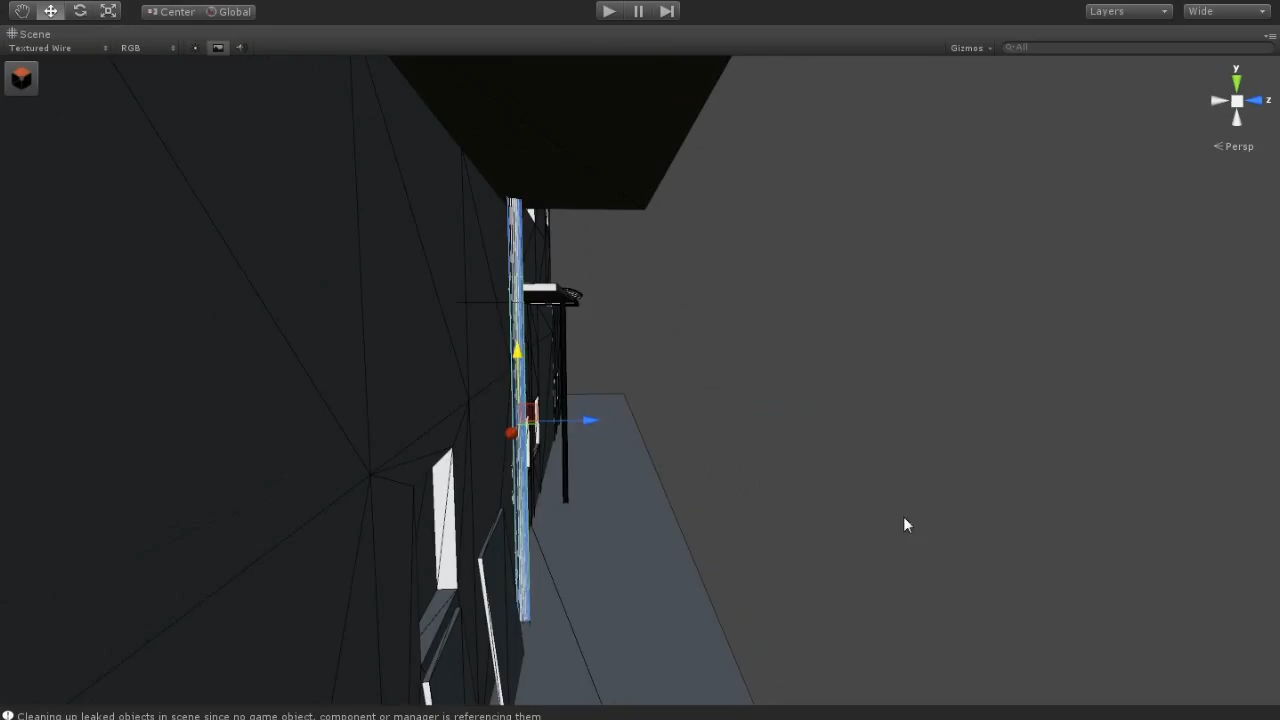 Center Global Layers Wide
Scene
Textured Wire RGB Gizmos All
y
z
Persp
Cleaning up leaked objects in scene since no game object, component or manager is referencing them